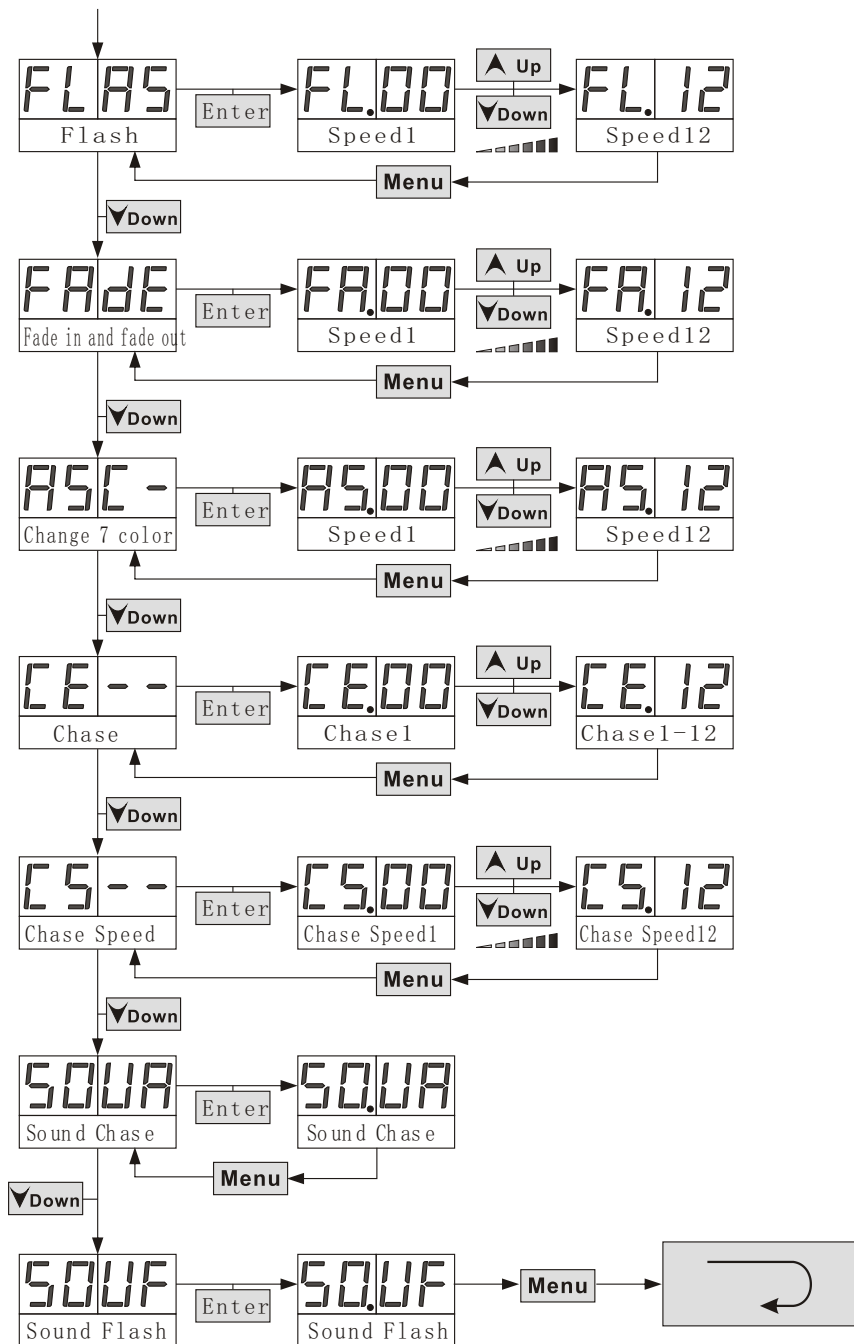 FLAS
FL.00
Up
FL. 12
Enter
Down
Flash
Speed1
Speed12
Menu
Down
FAdE
FA.00
Up
FA. 12
Enter
Down
Fade in and fade out
Speed1
Speed12
Menu
Down
ASC-
AS.00
Up
AS. 12
Enter
Down
Change 7 color
Speed1
Speed12
Menu
Down
CE--
CE.00
Up
CE. 12
Enter
Down
Chase
Chase1
Chase1-12
Menu
Down
CS--
CS.00
Up
CS. 12
Enter
Down
Chase Speed
Chase Speed1
Chase Speed12
Menu
Down
SOUA
SO.UA
Enter
Sound Chase
Sound Chase
Menu
Down
SOUF
SO.UF
Menu
Enter
Sound Flash
Sound Flash